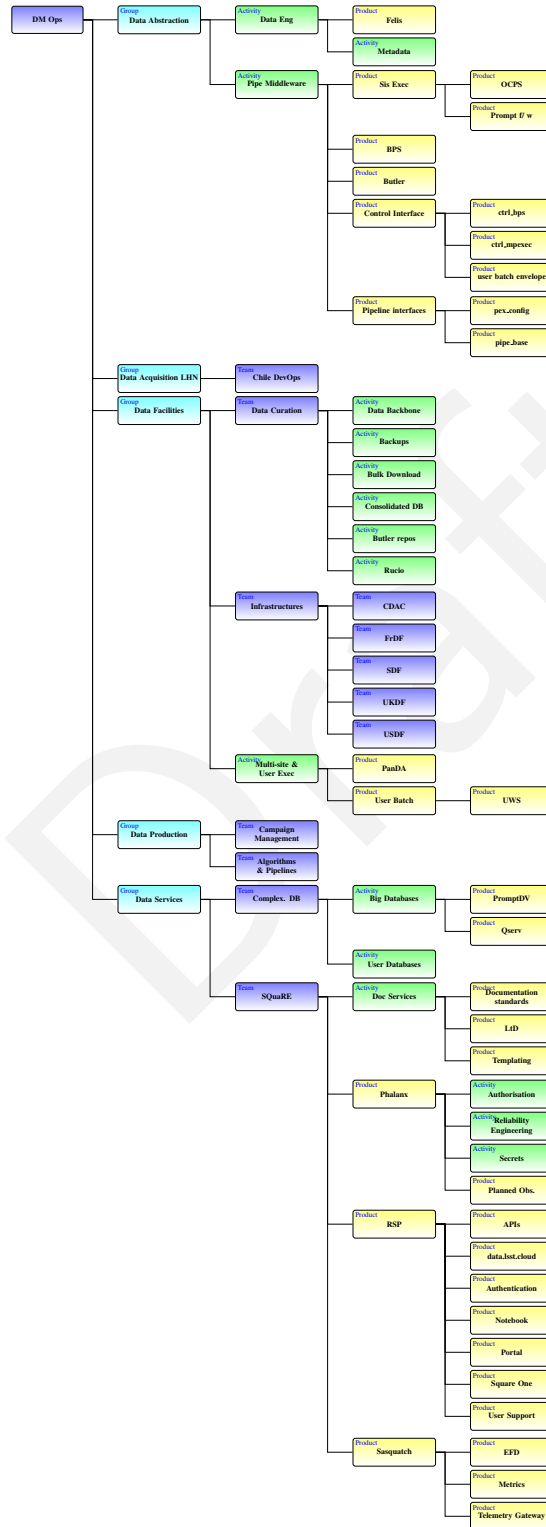 DM Ops
Group
Data Abstraction
Activity
Data Eng
Product
Felis
Activity
Metadata
Activity
Pipe Middleware
Product
Sis Exec
Product
OCPS
Product
Prompt f/ w
Product
BPS
Product
Butler
Product
Control Interface
Product
ctrl_bps
Product
ctrl_mpexec
Product
user batch envelope
Product
Pipeline interfaces
Product
pex_config
Product
pipe_base
Group
Data Acquisition LHN
Team
Chile DevOps
Group
Data Facilities
Team
Data Curation
Activity
Data Backbone
Activity
Backups
Activity
Bulk Download
Activity
Consolidated DB
Activity
Butler repos
Activity
Rucio
Team
Infrastructures
Team
CDAC
Team
FrDF
Team
SDF
Team
UKDF
Team
USDF
Activity
Multi-site &
User Exec
Product
PanDA
Product
User Batch
Product
UWS
Group
Data Production
Team
Campaign
Management
Team
Algorithms
& Pipelines
Group
Data Services
Team
Complex. DB
Activity
Big Databases
Product
PromptDV
Product
Qserv
Activity
User Databases
Team
SQuaRE
Activity
Doc Services
Product
Documentation
standards
Product
LtD
Product
Templating
Product
Phalanx
Activity
Authorisation
Activity
Reliability
Engineering
Activity
Secrets
Product
Planned Obs.
Product
RSP
Product
APIs
Product
data.lsst.cloud
Product
Authentication
Product
Notebook
Product
Portal
Product
Square One
Product
User Support
Product
Sasquatch
Product
EFD
Product
Metrics
Product
Telemetry Gateway
Draft